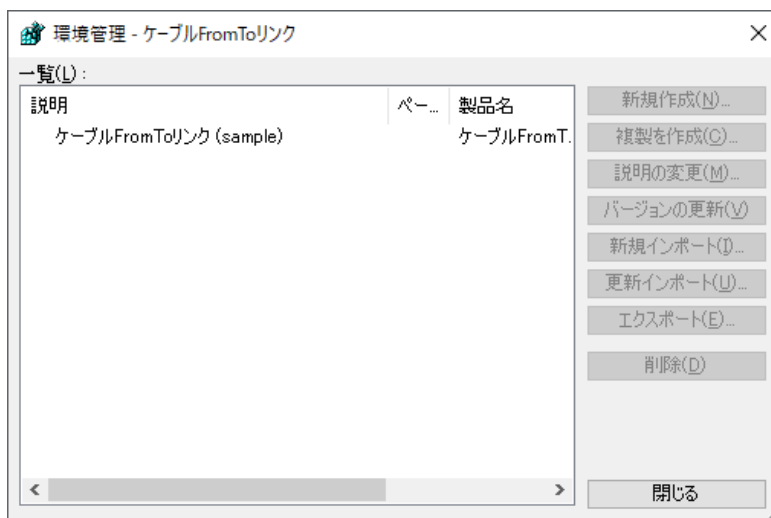 環境管理 - ケーブルFromToリンク
一覧(L) :
説明 ペー... 製品名
ケーブルFromToリンク (sample) ケーブルFromT.
新規作成(N)...
複製を作成(C)...
説明の変更(M)...
バージョンの更新(V)
新規インポート(I)...
更新インポート(U)...
エクスポート(E)...
削除(D)
閉じる